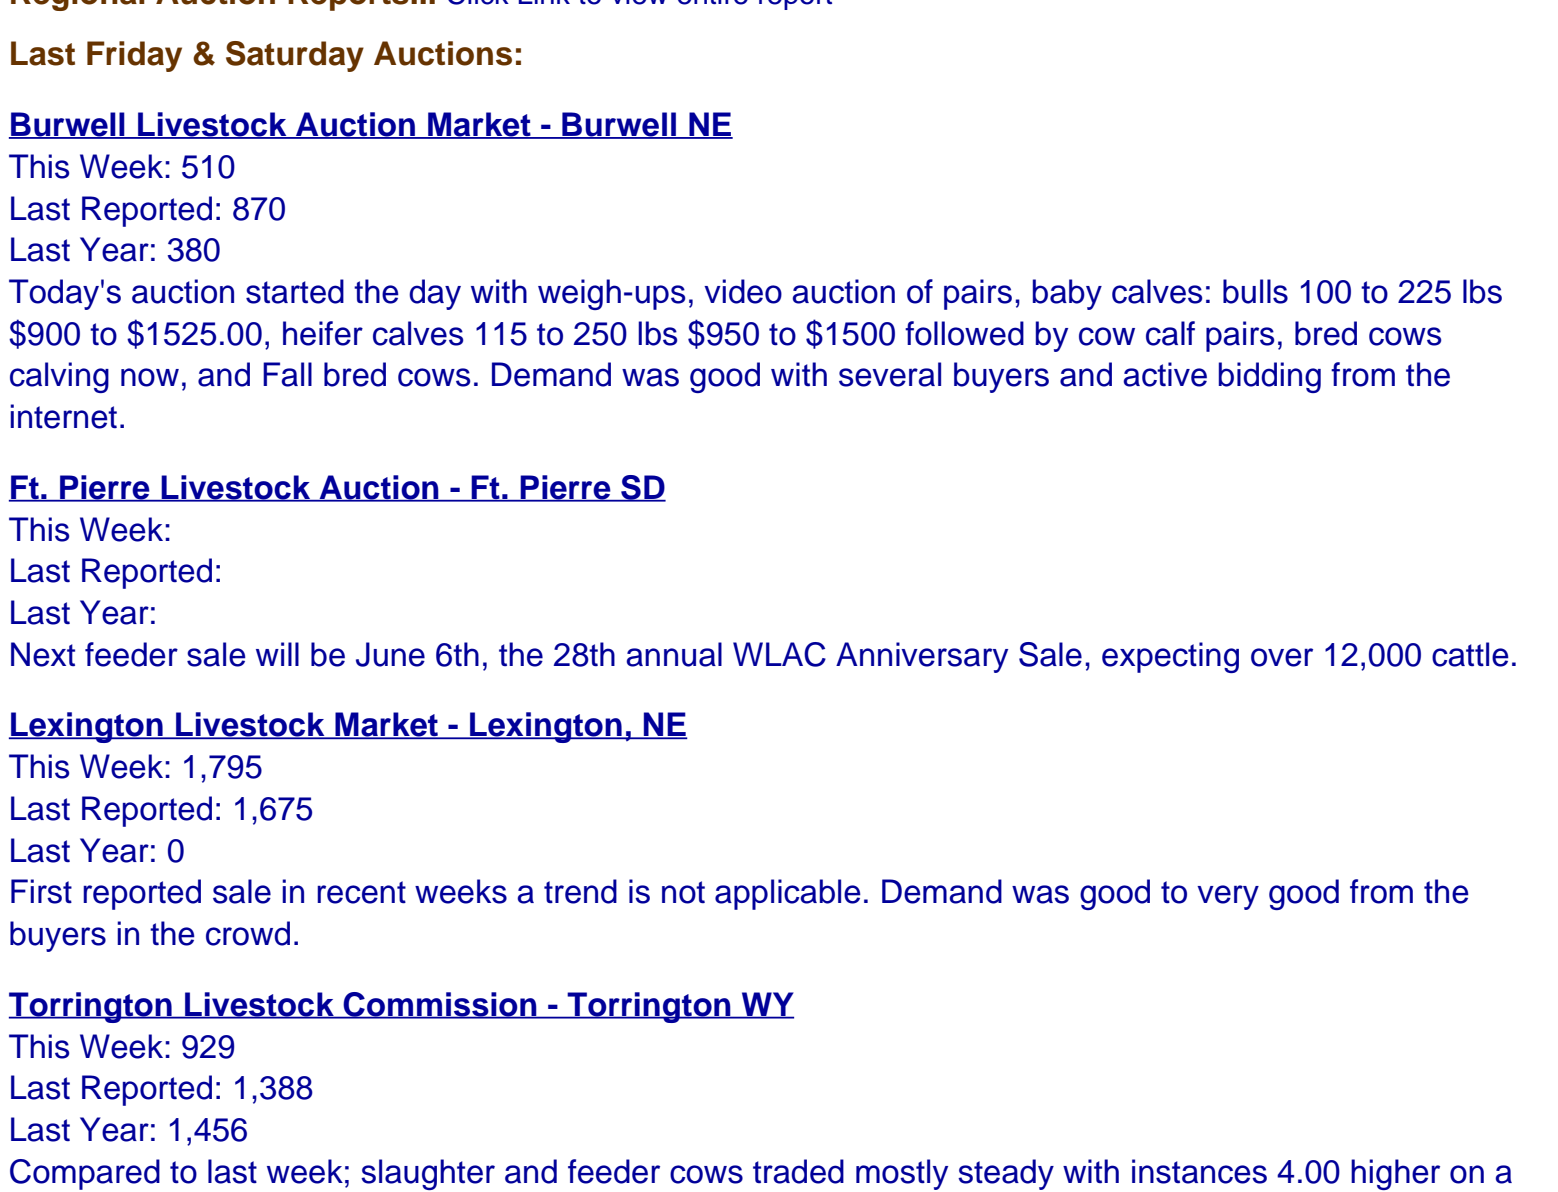 Regional Auction Reports... Click Link to view entire report
Last Friday & Saturday Auctions:
Burwell Livestock Auction Market - Burwell NE
This Week: 510
Last Reported: 870
Last Year: 380
Today's auction started the day with weigh-ups, video auction of pairs, baby calves: bulls 100 to 225 lbs
$900 to $1525.00, heifer calves 115 to 250 lbs $950 to $1500 followed by cow calf pairs, bred cows
calving now, and Fall bred cows. Demand was good with several buyers and active bidding from the
internet.
Ft. Pierre Livestock Auction - Ft. Pierre SD
This Week:
Last Reported:
Last Year:
Next feeder sale will be June 6th, the 28th annual WLAC Anniversary Sale, expecting over 12,000 cattle.
Lexington Livestock Market - Lexington, NE
This Week: 1,795
Last Reported: 1,675
Last Year: 0
First reported sale in recent weeks a trend is not applicable. Demand was good to very good from the
buyers in the crowd.
Torrington Livestock Commission - Torrington WY
This Week: 929
Last Reported: 1,388
Last Year: 1,456
Compared to last week; slaughter and feeder cows traded mostly steady with instances 4.00 higher on a